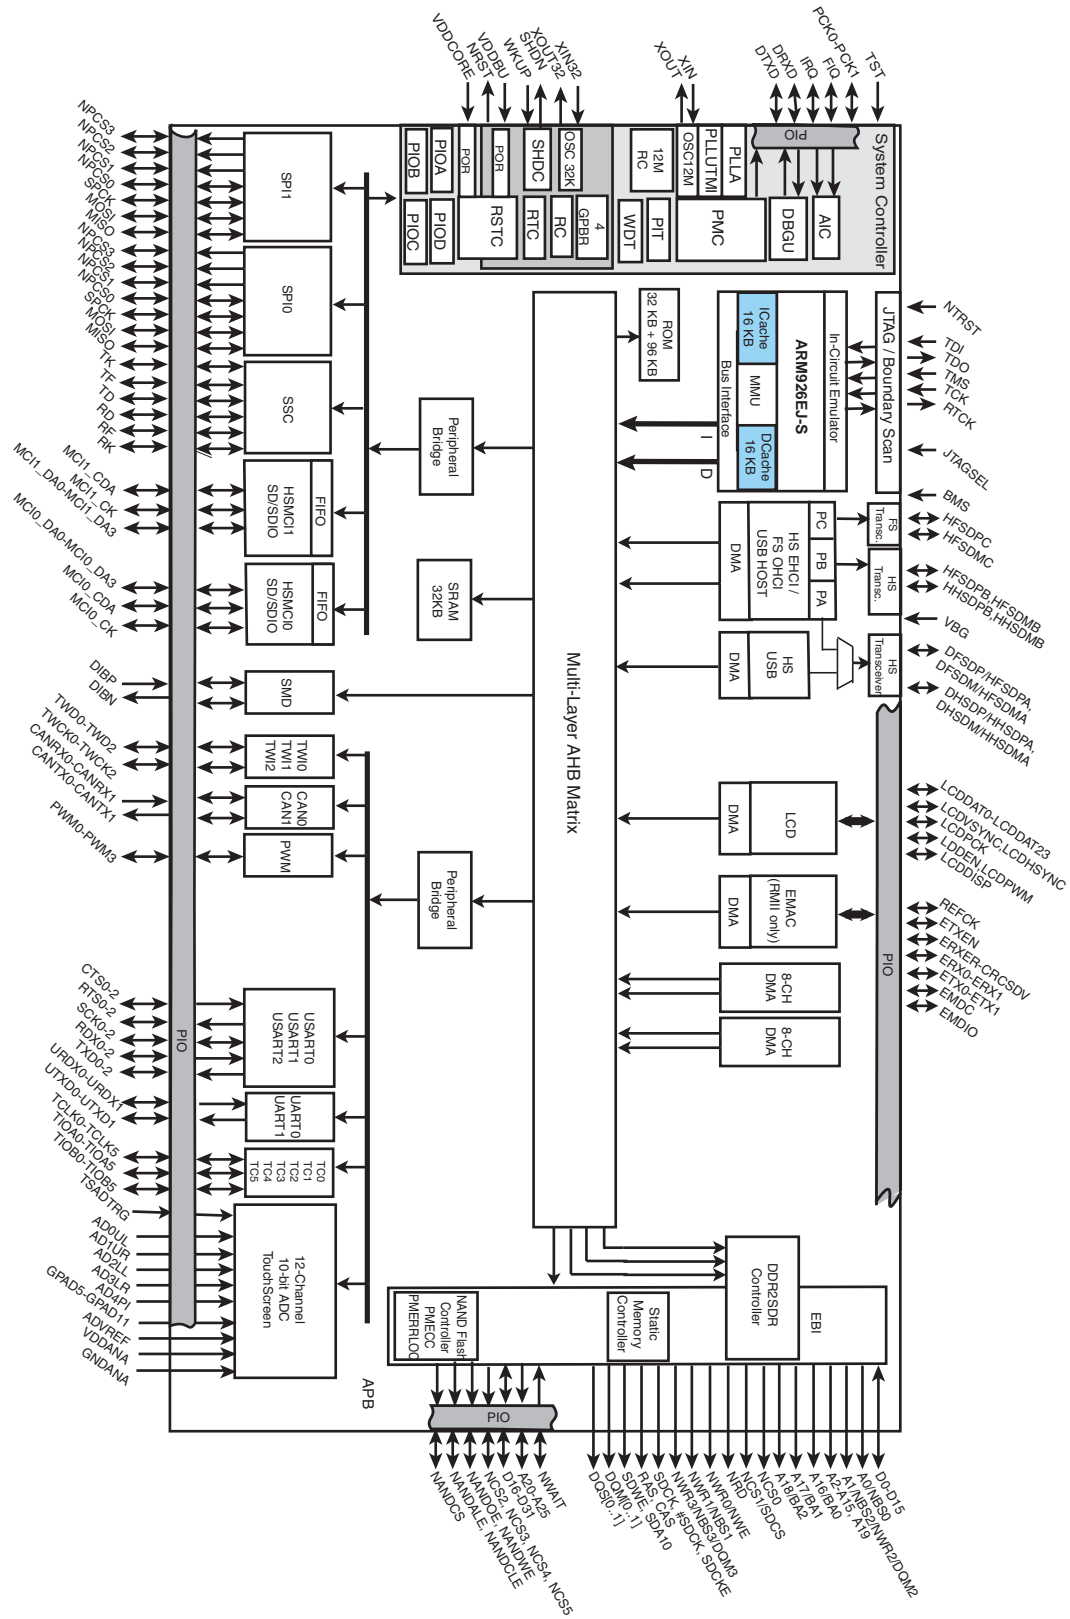 TST
PCK0-PCK1
FIQ
IRQ
DRXD
DTXD
XIN
XOUT
XIN32
XOUT32
SHDN
WKUP
VDDBU
NRST
VDDCORE
System Controller
PIO
AIC
DBGU
PLLA
PLLUTMI
OSC12M
PMC
12M
RC
PIT
WDT
OSC 32K
4
GPBR
RC
SHDC
RTC
POR
POR
RSTC
PIOA
PIOB
PIOD
PIOC
NTRST
TDI
TDO
TMS
TCK
RTCK
JTAGSEL
JTAG / Boundary Scan
In-Circuit Emulator
ARM926EJ-S
ICache
16 KB
MMU
DCache
16 KB
Bus Interface
I
D
ROM
32 KB + 96 KB
BMS
HFSDPC
HFSDMC
HFSDPB,HFSDMB
HHSDPB,HHSDMB
VBG
DFSDP/HFSDPA,
DFSDM/HFSDMA
DHSDP/HHSDPA,
DHSDM/HHSDMA
FS
Transc.
HS
Transc.
HS
Transceiver
PC
PB
PA
HS EHCI /
FS OHCI
USB HOST
DMA
HS
USB
DMA
PIO
LCDDAT0-LCDDAT23
LCDVSYNC,LCDHSYNC
LCDPCK
LDDEN,LCDPWM
LCDDISP
LCD
DMA
REFCK
ETXEN
ERXER-CRCSDV
ERX0-ERX1
ETX0-ETX1
EMDC
EMDIO
EMAC
(RMII only)
DMA
8-CH
DMA
8-CH
DMA
Multi-Layer AHB Matrix
Peripheral
Bridge
SRAM
32KB
Peripheral
Bridge
APB
SPI1
SPI0
SSC
FIFO
HSMCI1
SD/SDIO
FIFO
HSMCI0
SD/SDIO
SMD
TWI0
TWI1
TWI2
CAN0
CAN1
PWM
USART0
USART1
USART2
UART0
UART1
TC0
TC1
TC2
TC3
TC4
TC5
12-Channel
10-bit ADC
TouchScreen
PIO
NPCS3
NPCS2
NPCS1
NPCS0
SPCK
MOSI
MISO
NPCS3
NPCS2
NPCS1
NPCS0
SPCK
MOSI
MISO
TK
TF
TD
RD
RF
RK
MCI1_CDA
MCI1_CK
MCI1_DA0-MCI1_DA3
MCI0_DA0-MCI0_DA3
MCI0_CDA
MCI0_CK
DIBP
DIBN
TWD0-TWD2
TWCK0-TWCK2
CANRX0-CANRX1
CANTX0-CANTX1
PWM0-PWM3
CTS0-2
RTS0-2
SCK0-2
RDX0-2
TXD0-2
URDX0-URDX1
UTXD0-UTXD1
TCLK0-TCLK5
TIOA0-TIOA5
TIOB0-TIOB5
TSADTRG
AD0UL
AD1UR
AD2LL
AD3LR
AD4PI
GPAD5-GPAD11
ADVREF
VDDANA
GNDANA
EBI
DDR2SDR
Controller
Static
Memory
Controller
NAND Flash
Controller
PMECC
PMERRLOC
PIO
D0-D15
A0/NBS0
A1/NBS2/NWR2/DQM2
A2-A15, A19
A16/BA0
A17/BA1
A18/BA2
NCS0
NCS1/SDCS
NRD
NWR0/NWE
NWR1/NBS1
NWR3/NBS3/DQM3
SDCK, #SDCK, SDCKE
RAS, CAS
SDWE, SDA10
DQM[0..1]
DQS[0..1]
NWAIT
A20-A25
D16-D31
NCS2, NCS3, NCS4, NCS5
NANDOE, NANDWE
NANDALE, NANDCLE
NANDCS